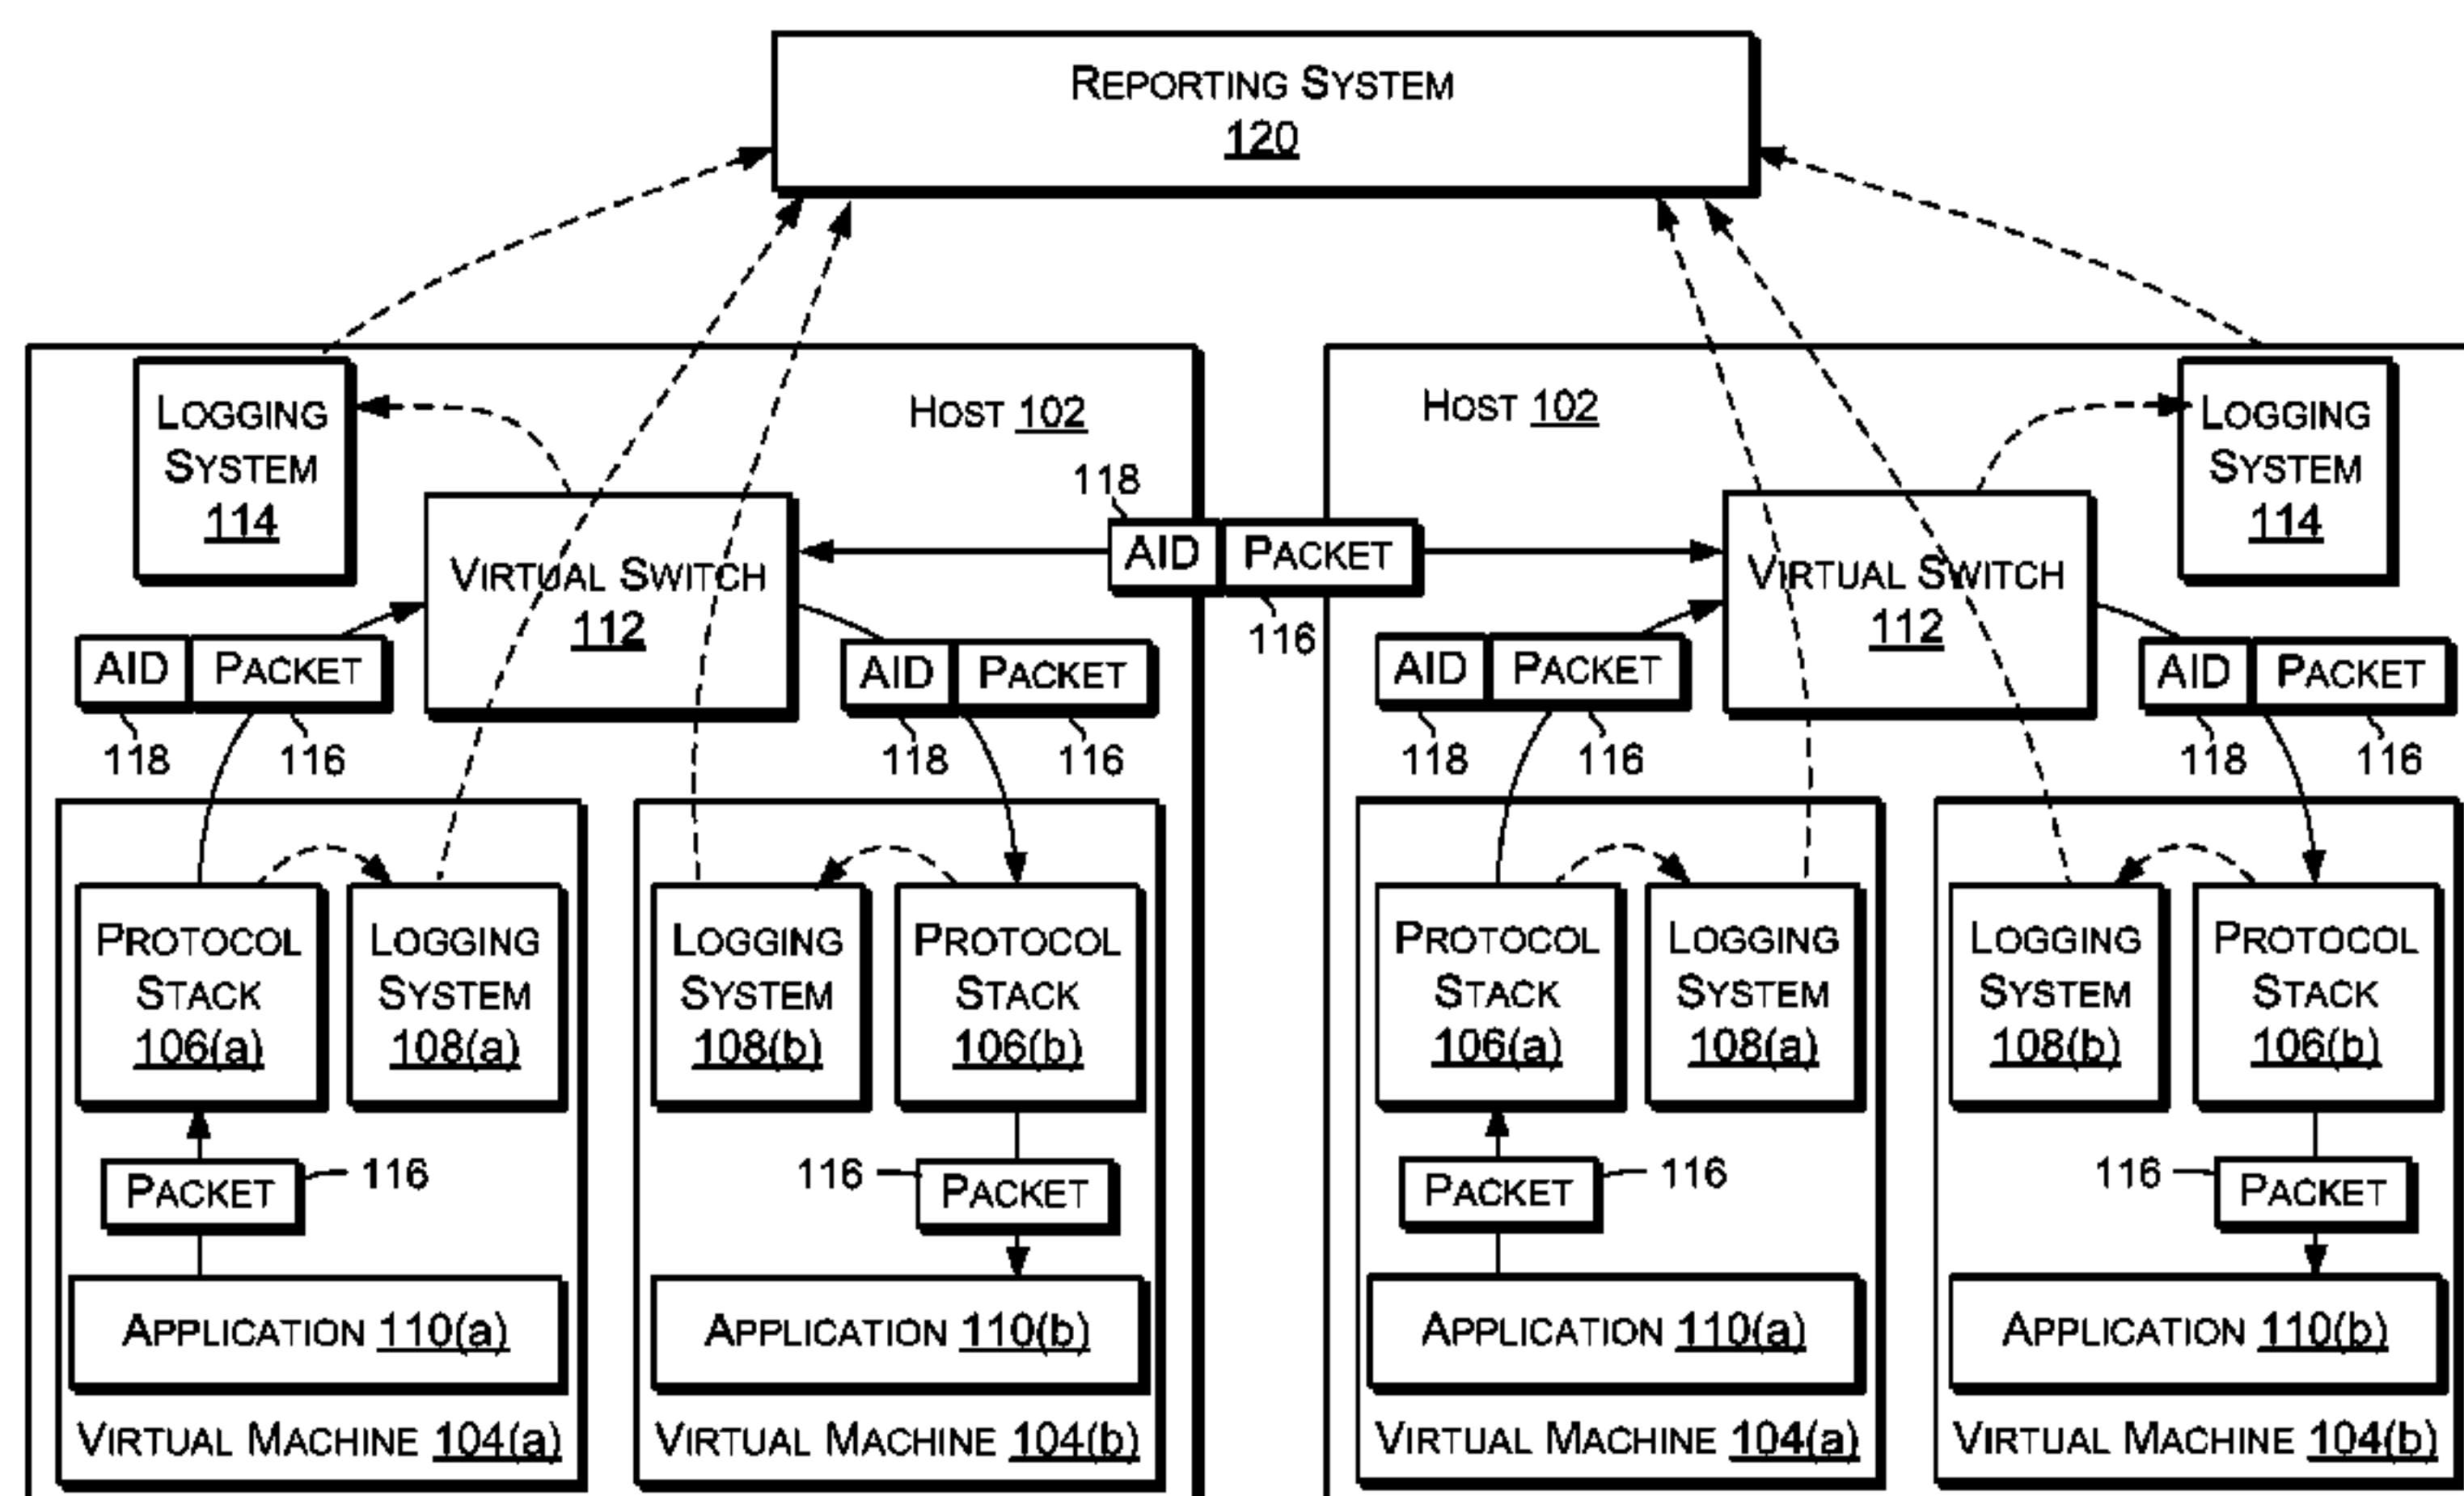 REPORTING SYSTEM
120
LOGGING
SYSTEM
114
HOST 102
VIRTUAL SWITCH
112
118
AID PACKET
116
AID PACKET
118 116
AID PACKET
118 116
PROTOCOL
STACK
106(a)
LOGGING
SYSTEM
108(a)
PACKET 116
APPLICATION 110(a)
VIRTUAL MACHINE 104(a)
LOGGING
SYSTEM
108(b)
PROTOCOL
STACK
106(b)
116 PACKET
APPLICATION 110(b)
VIRTUAL MACHINE 104(b)
HOST 102
LOGGING
SYSTEM
114
VIRTUAL SWITCH
112
AID PACKET
118 116
AID PACKET
118 116
PROTOCOL
STACK
106(a)
LOGGING
SYSTEM
108(a)
PACKET 116
APPLICATION 110(a)
VIRTUAL MACHINE 104(a)
LOGGING
SYSTEM
108(b)
PROTOCOL
STACK
106(b)
116 PACKET
APPLICATION 110(b)
VIRTUAL MACHINE 104(b)